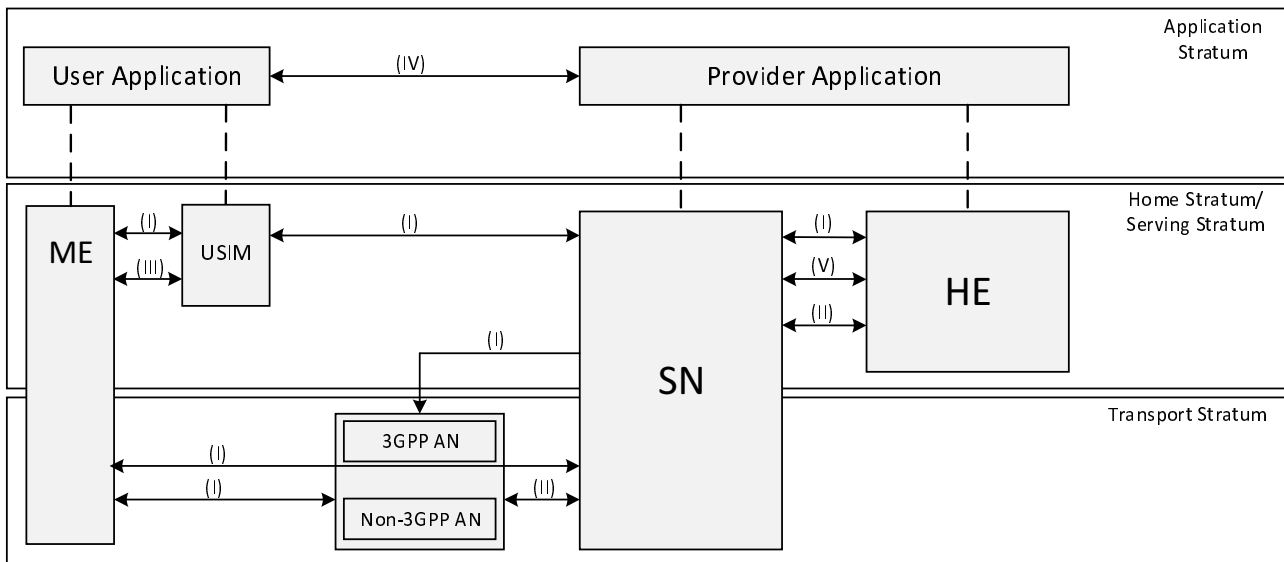 Application
Stratum
User Application
(IV)
Provider Application
Home Stratum/
Serving Stratum
ME
(I)
(III)
USIM
(I)
(I)
(V)
(II)
HE
(I)
SN
Transport Stratum
3GPP AN
(I)
(I)
(II)
Non-3GPP AN